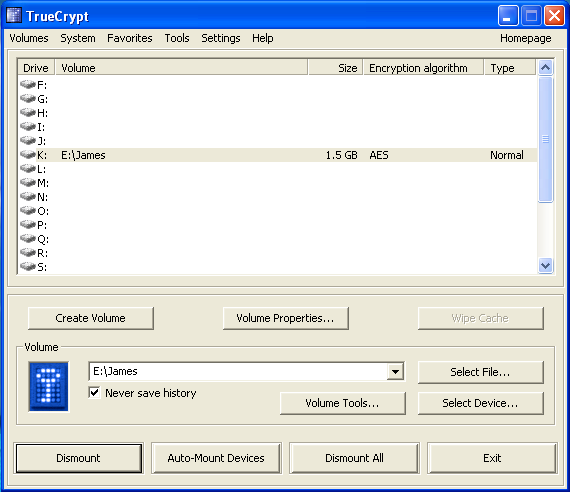 TrueCrypt
Volumes System Favorites Tools Settings Help Homepage
Drive Volume Size Encryption algorithm Type
F:
G:
H:
I:
J:
K: E:\James 1.5 GB AES Normal
L:
M:
N:
O:
P:
Q:
R:
S:
Create Volume Volume Properties... Wipe Cache
Volume
E:\James Select File...
Never save history
Volume Tools... Select Device...
Dismount Auto-Mount Devices Dismount All Exit